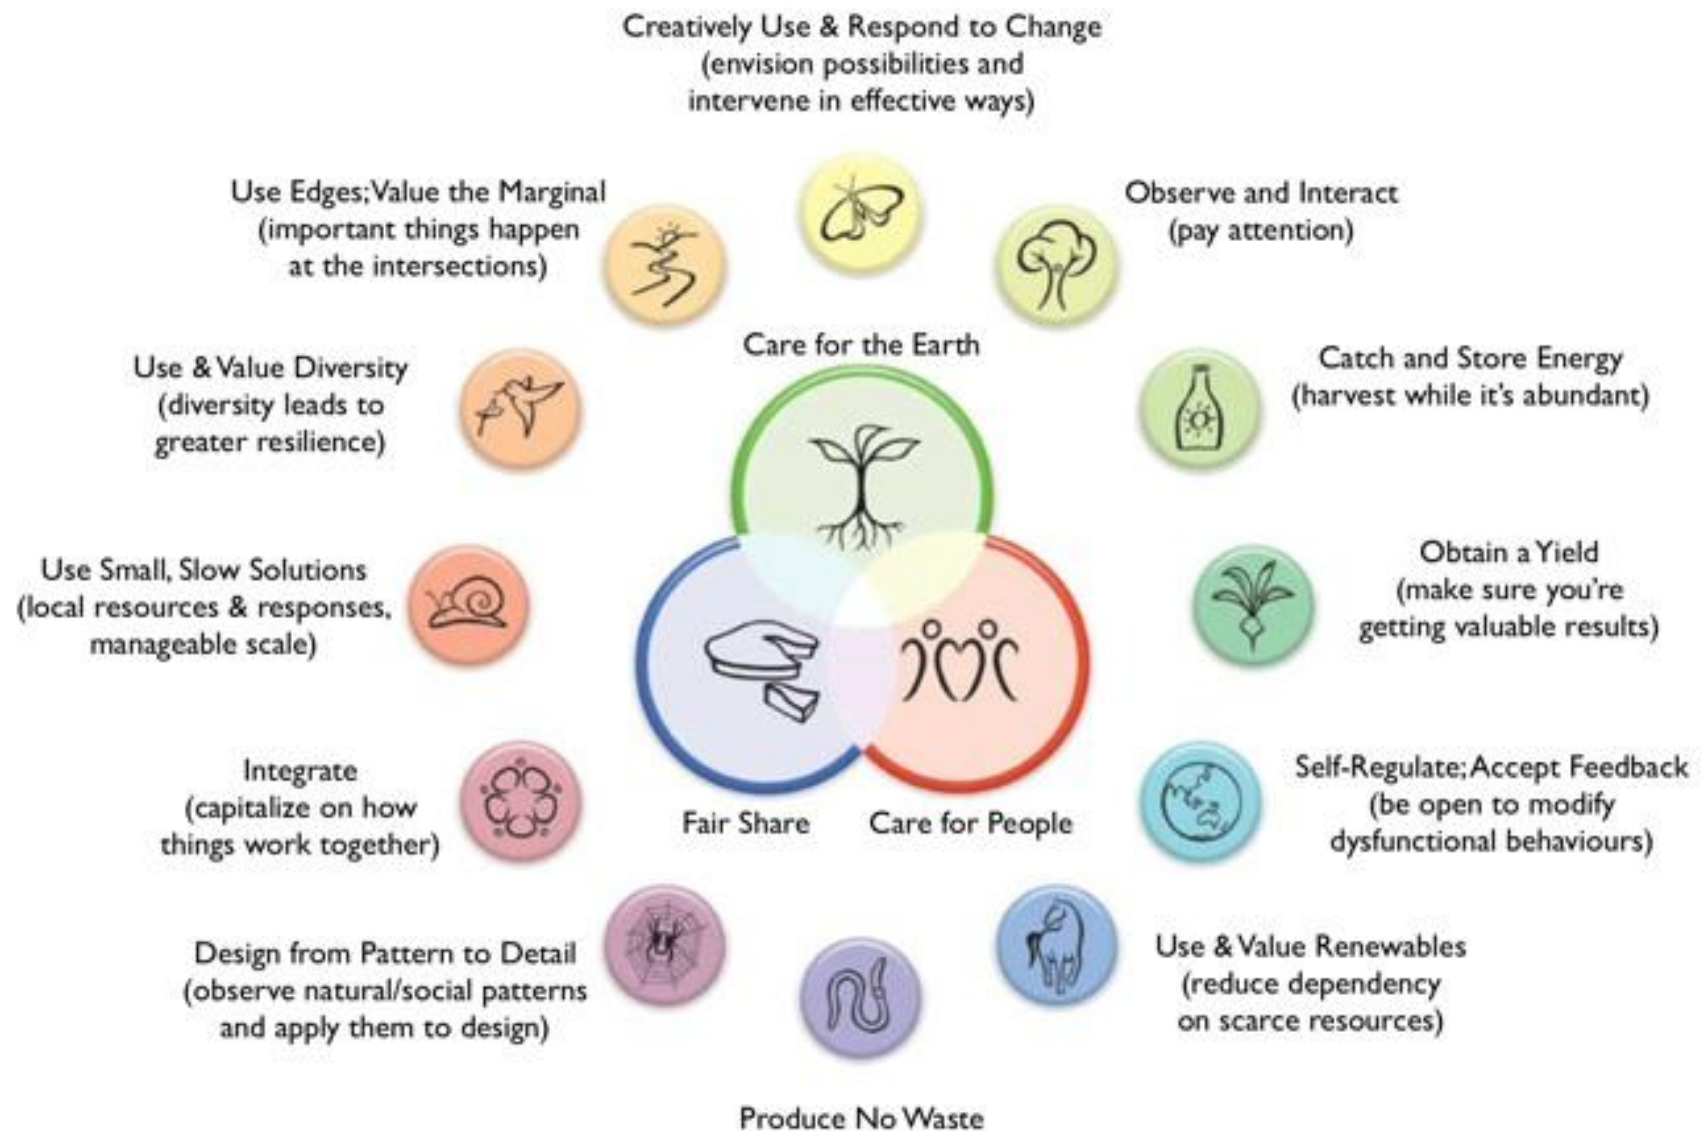 Creatively Use & Respond to Change
(envision possibilities and
intervene in effective ways)
Observe and Interact
(pay attention)
Catch and Store Energy
(harvest while it's abundant)
Obtain a Yield
(make sure you're
getting valuable results)
Self-Regulate; Accept Feedback
(be open to modify
dysfunctional behaviours)
Use & Value Renewables
(reduce dependency
on scarce resources)
Produce No Waste
Design from Pattern to Detail
(observe natural/social patterns
and apply them to design)
Integrate
(capitalize on how
things work together)
Use Small, Slow Solutions
(local resources & responses,
manageable scale)
Use & Value Diversity
(diversity leads to
greater resilience)
Use Edges; Value the Marginal
(important things happen
at the intersections)
Care for the Earth
Fair Share
Care for People